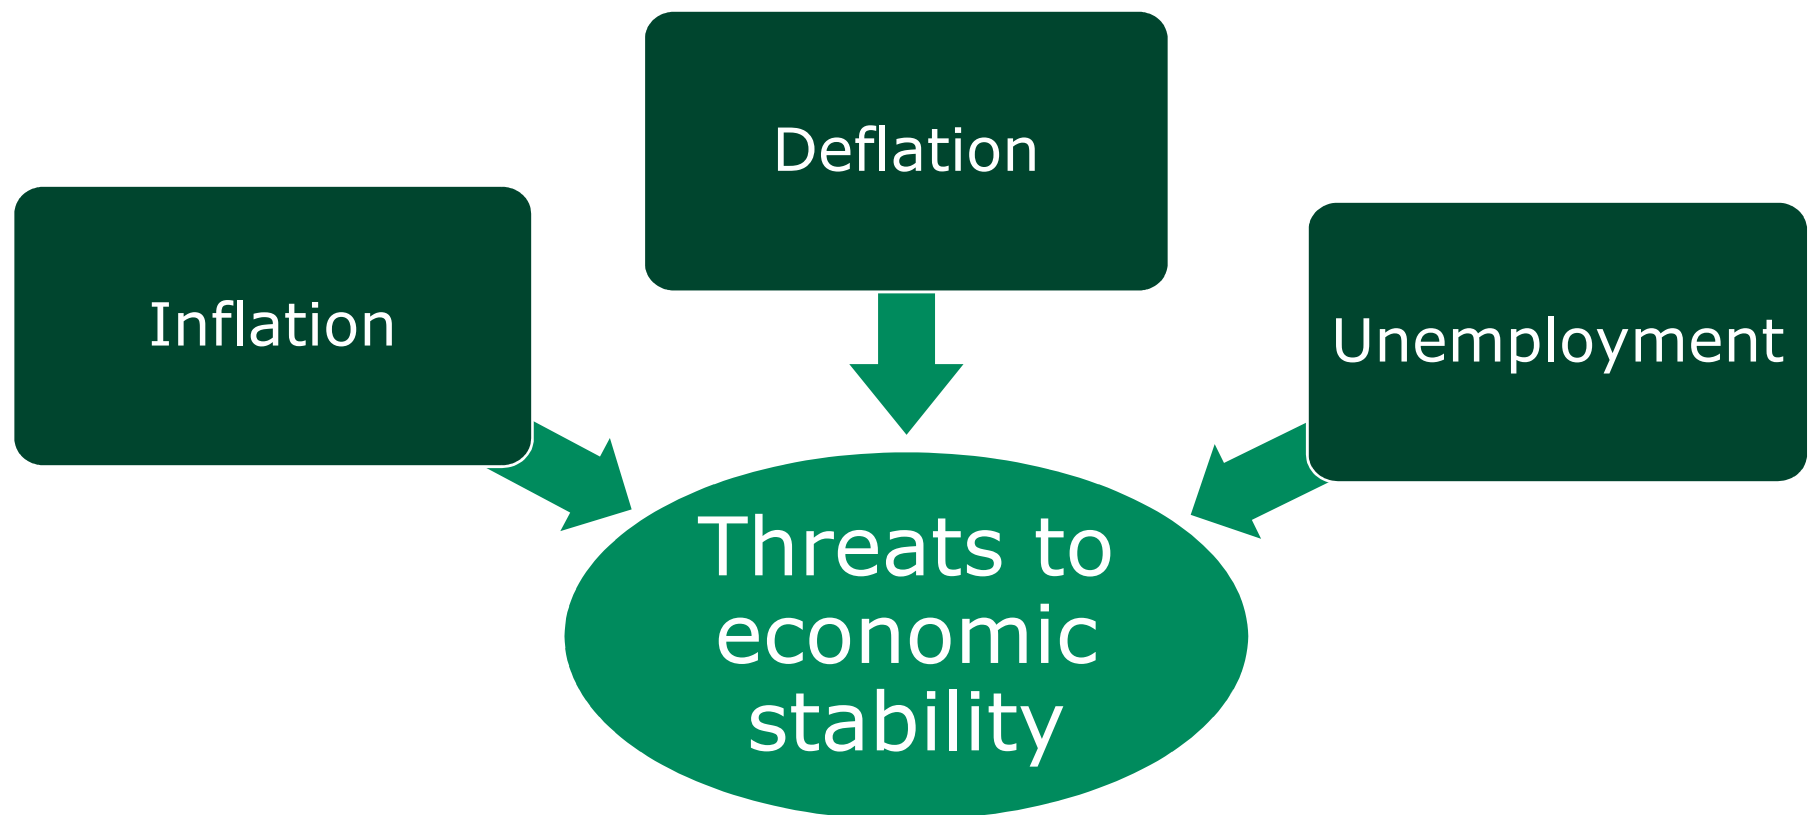 Deflation
Inflation
Unemployment
Threats to
economic
stability